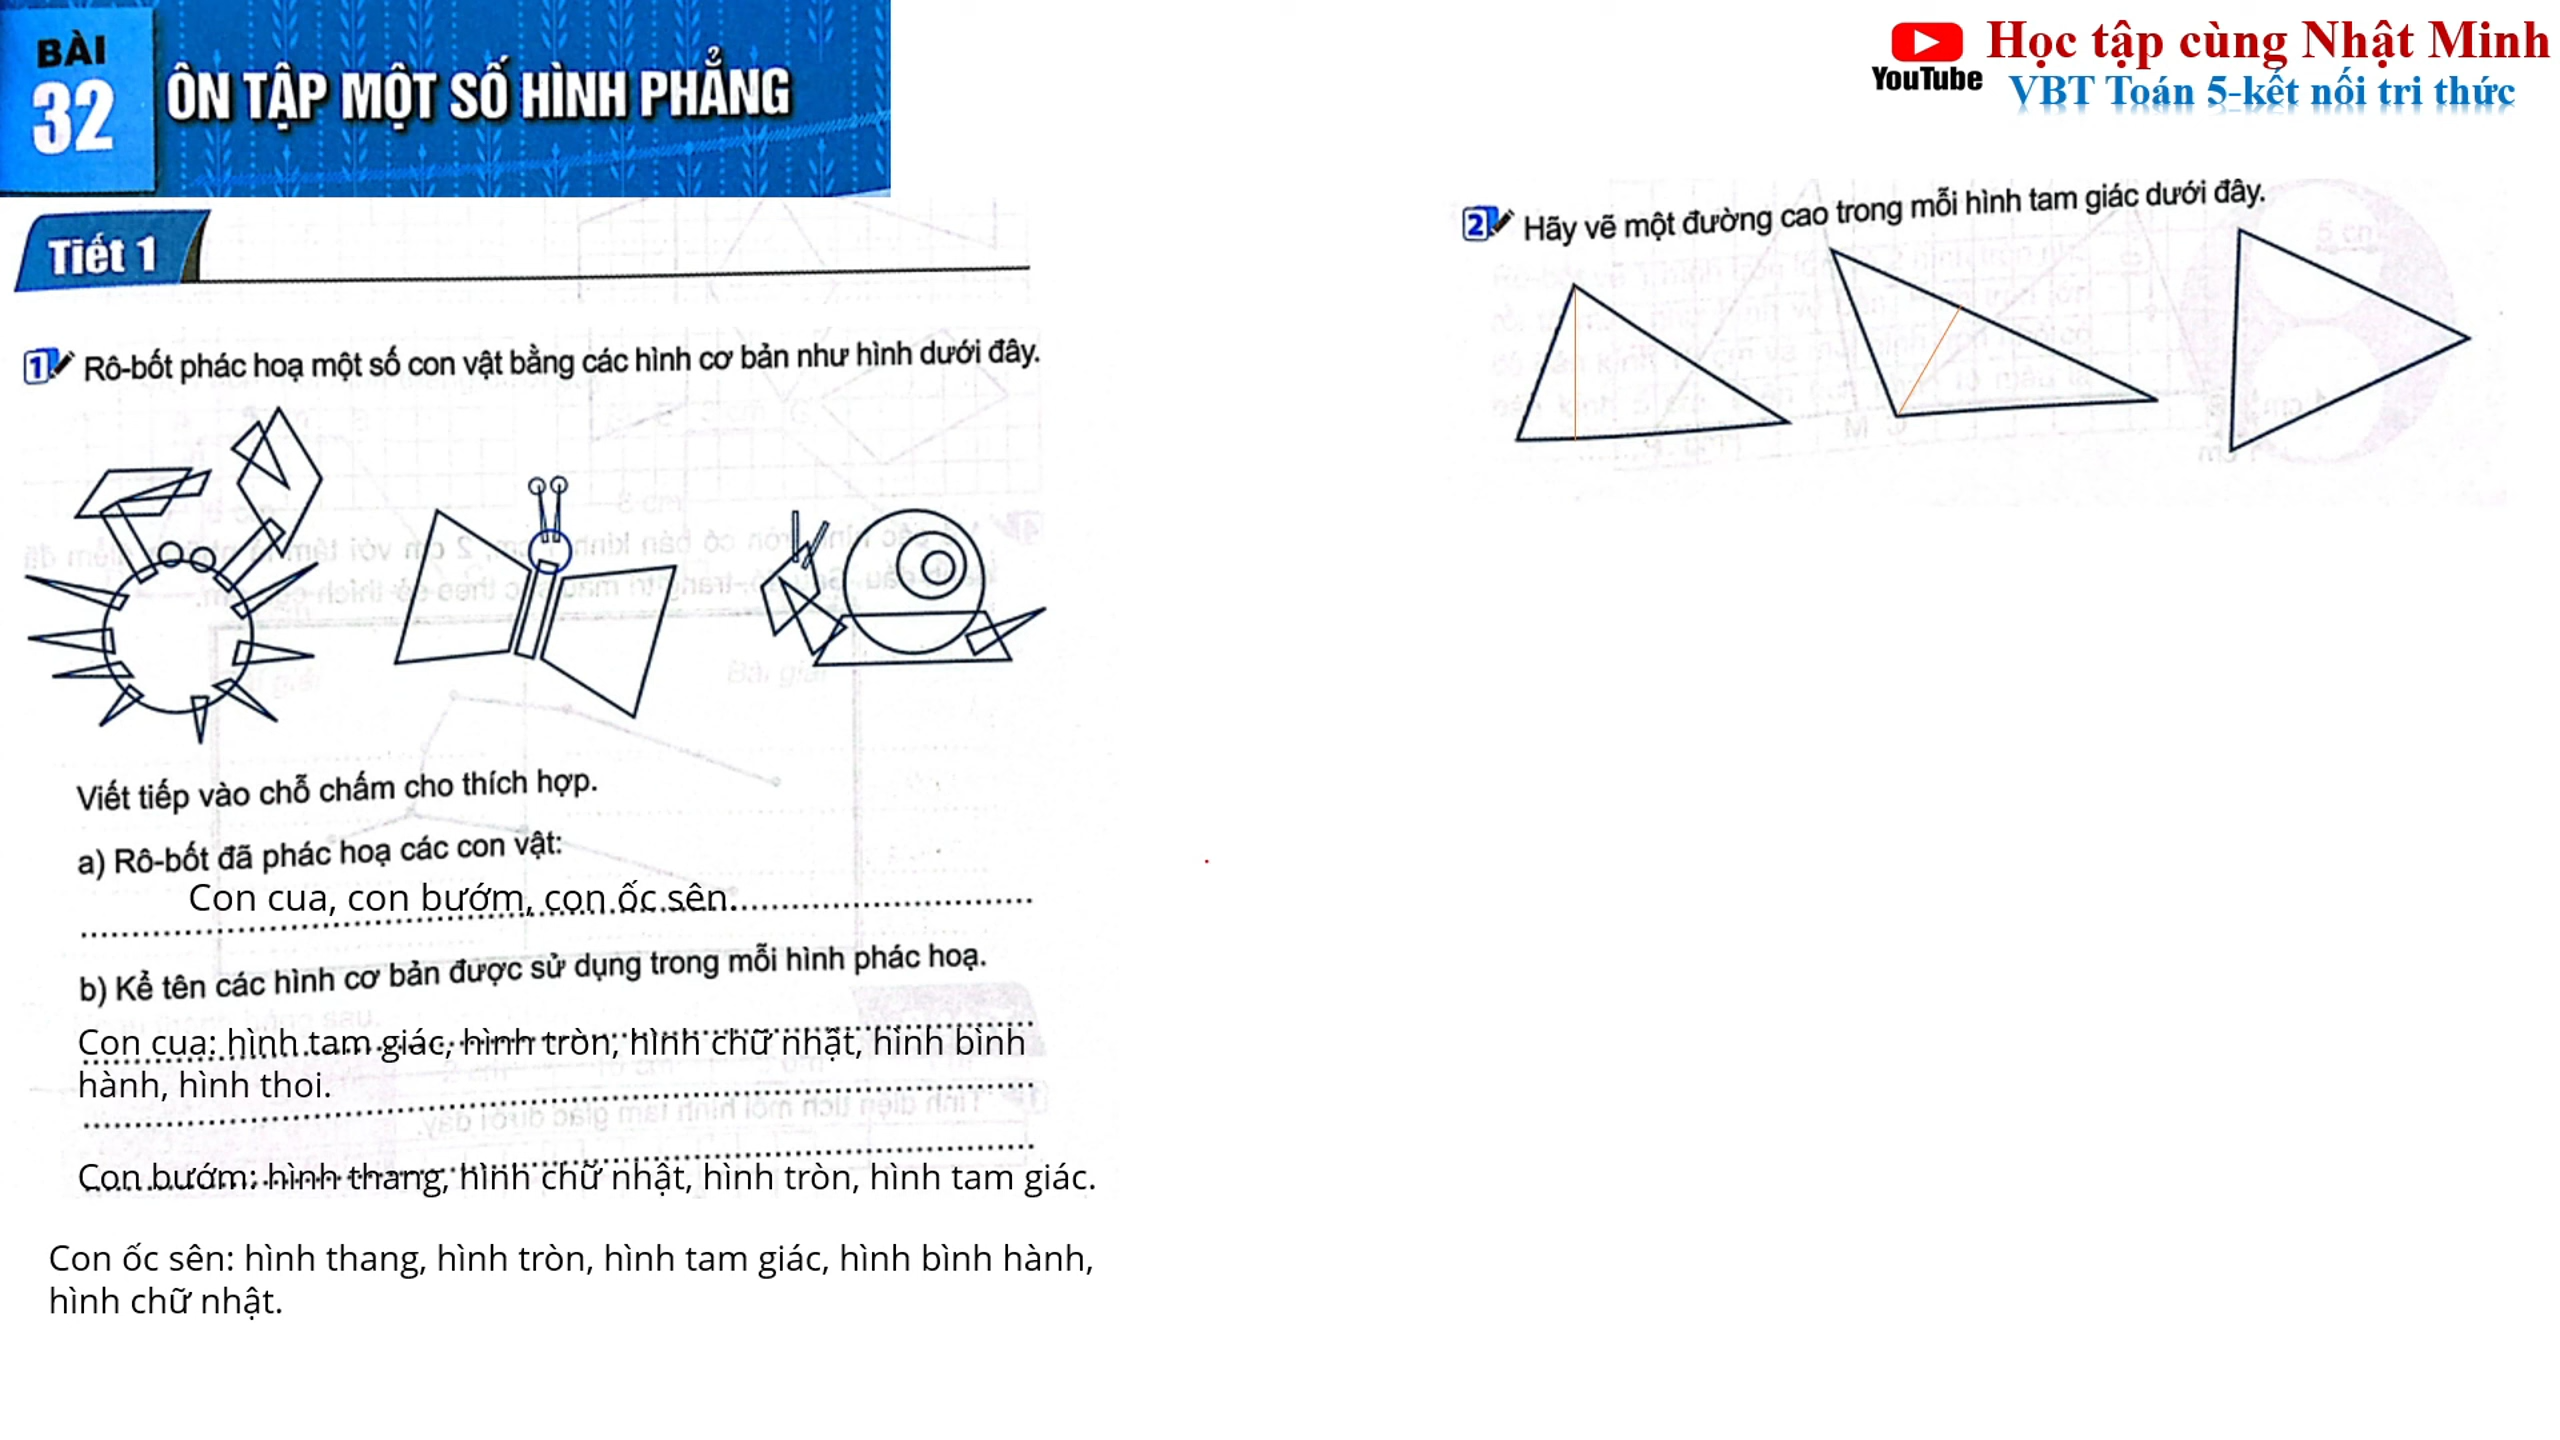 BÀI
32
ÔN TẬP MỘT SỐ HÌNH PHẲNG
YouTube
Học tập cùng Nhật Minh
VBT Toán 5-kết nối tri thức
Tiết 1
1 Rô-bốt phác hoạ một số con vật bằng các hình cơ bản như hình dưới đây.
Viết tiếp vào chỗ chấm cho thích hợp.
a) Rô-bốt đã phác hoạ các con vật:
Con cua, con bướm, con ốc sên.
b) Kể tên các hình cơ bản được sử dụng trong mỗi hình phác hoạ.
Con cua: hình tam giác, hình tròn, hình chữ nhật, hình bình
hành, hình thoi.
Con bướm: hình thang, hình chữ nhật, hình tròn, hình tam giác.
Con ốc sên: hình thang, hình tròn, hình tam giác, hình bình hành,
hình chữ nhật.
2 Hãy vẽ một đường cao trong mỗi hình tam giác dưới đây.